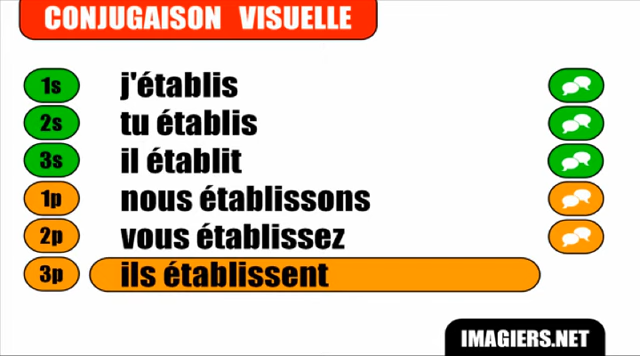 CONJUGAISON VISUELLE
1s j'établis
2s tu établis
3s il établit
1p nous établissons
2p vous établissez
3p ils établissent
IMAGIERS.NET